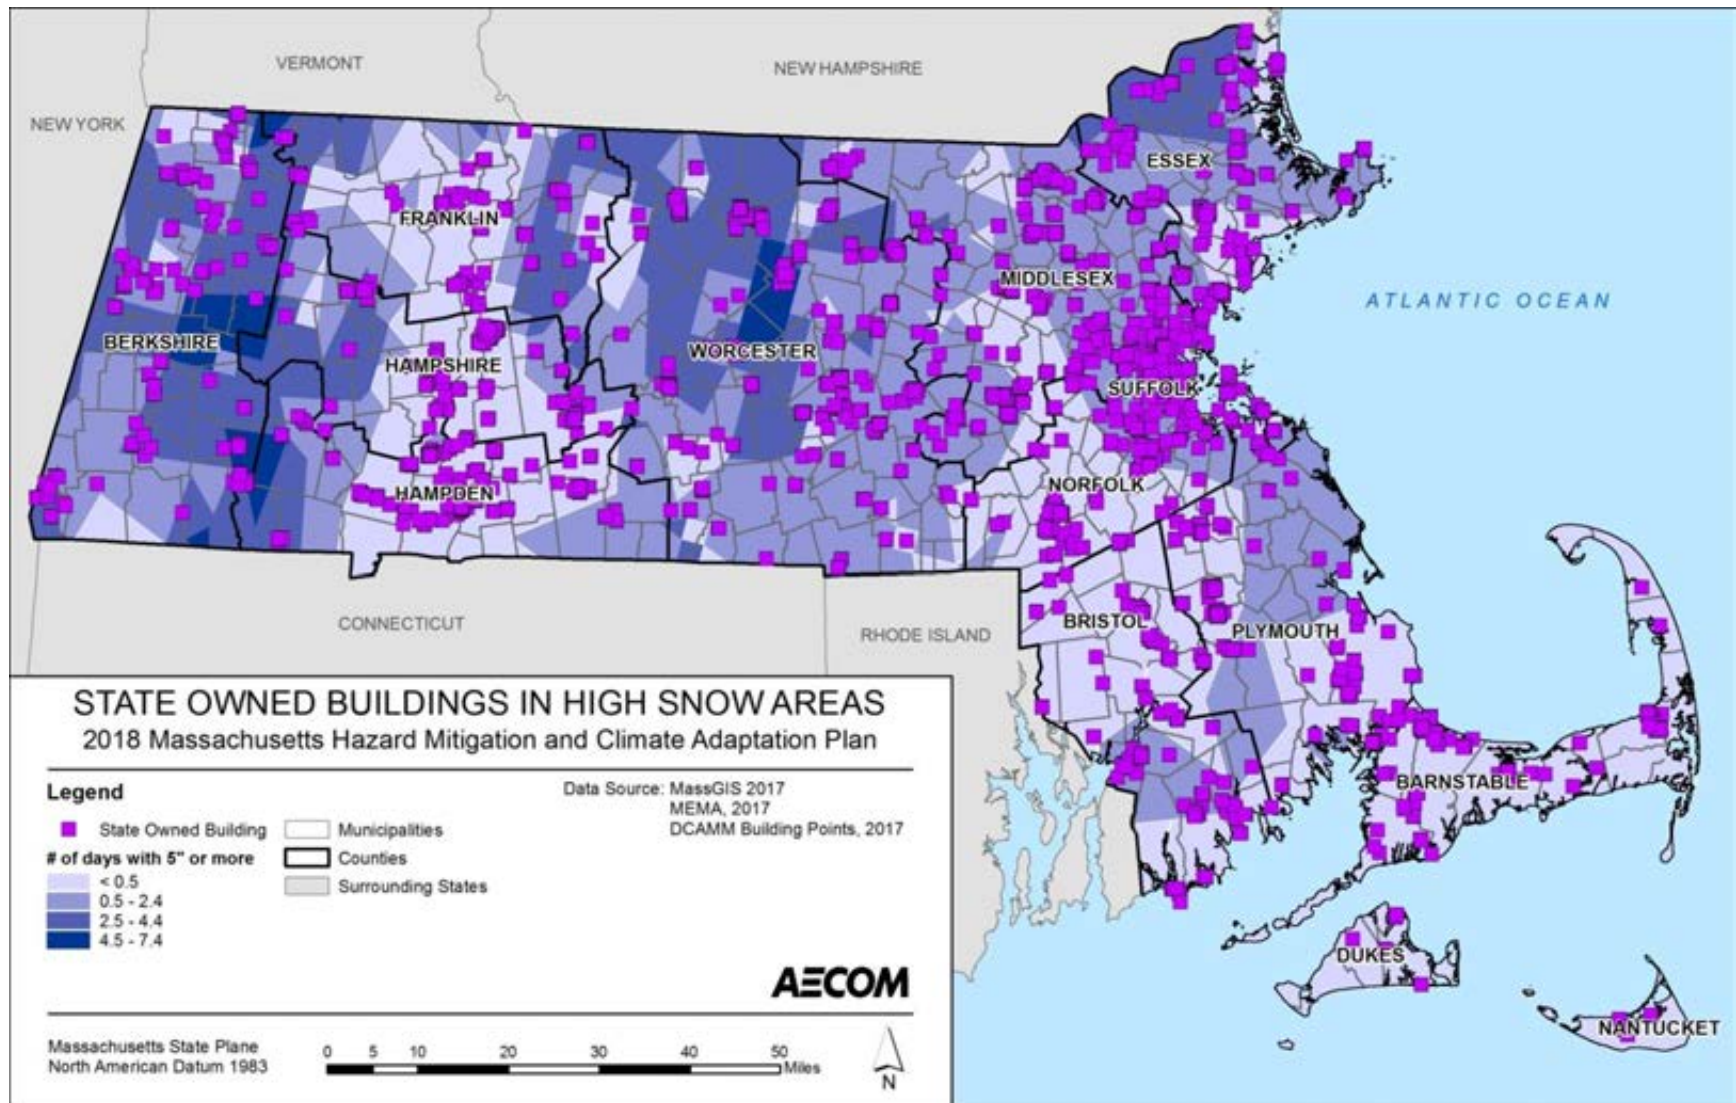 VERMONT
NEW HAMPSHIRE
NEW YORK
ESSEX
FRANKLIN
MIDDLESEX
ATLANTIC OCEAN
BERKSHIRE
WORCESTER
HAMPSHIRE
SUFFOLK
HAMPDEN
NORFOLK
CONNECTICUT
RHODE ISLAND
BRISTOL
PLYMOUTH
BARNSTABLE
DUKES
NANTUCKET
STATE OWNED BUILDINGS IN HIGH SNOW AREAS
2018 Massachusetts Hazard Mitigation and Climate Adaptation Plan
Legend
State Owned Building
# of days with 5" or more
< 0.5
0.5 - 2.4
2.5 - 4.4
4.5 - 7.4
Municipalities
Counties
Surrounding States
Data Source: MassGIS 2017
MEMA, 2017
DCAMM Building Points, 2017
AECOM
Massachusetts State Plane
North American Datum 1983
0 5 10 20 30 40 50
Miles
N